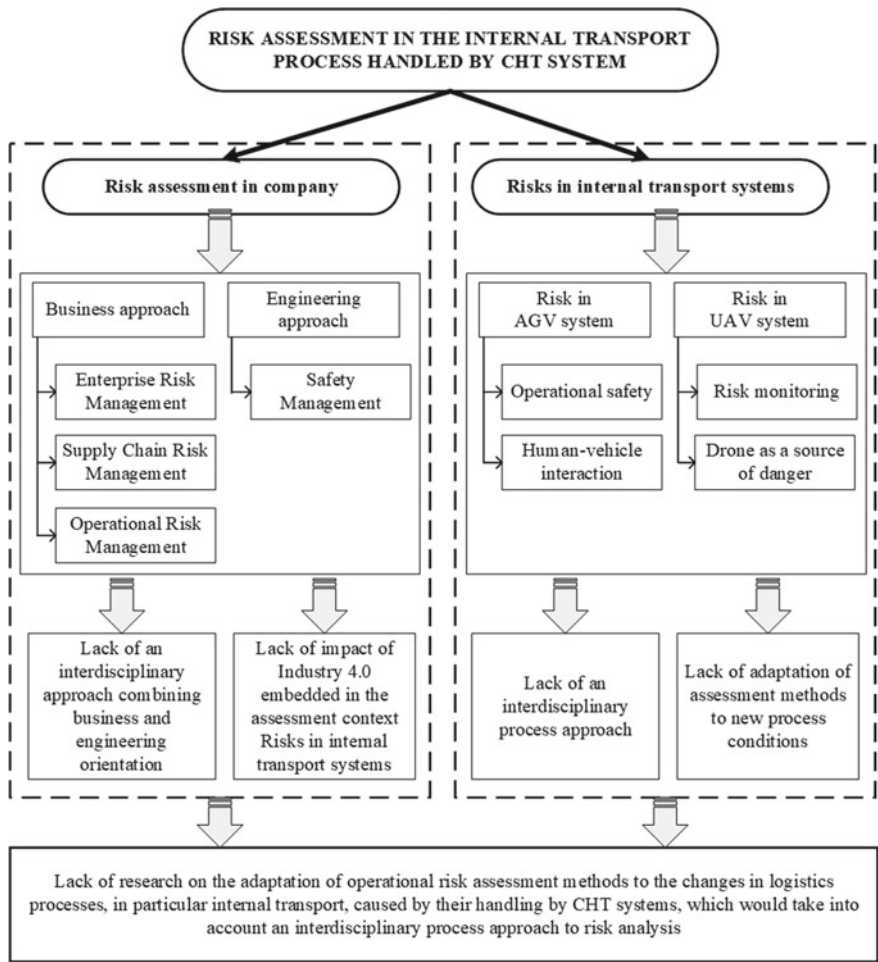 RISK ASSESSMENT IN THE INTERNAL TRANSPORT
PROCESS HANDLED BY CHT SYSTEM
Risk assessment in company
Business approach
Engineering
approach
Enterprise Risk
Management
Safety
Management
Supply Chain Risk
Management
Operational Risk
Management
Lack of an
interdisciplinary
approach combining
business and
engineering
orientation
Lack of impact of
Industry 4.0
embedded in the
assessment context
Risks in internal
transport systems
Risks in internal transport systems
Risk in
AGV system
Risk in
UAV system
Operational safety
Risk monitoring
Human-vehicle
interaction
Drone as a source
of danger
Lack of an
interdisciplinary
process approach
Lack of adaptation of
assessment methods
to new process
conditions
Lack of research on the adaptation of operational risk assessment methods to the changes in logistics
processes, in particular internal transport, caused by their handling by CHT systems, which would take into
account an interdisciplinary process approach to risk analysis